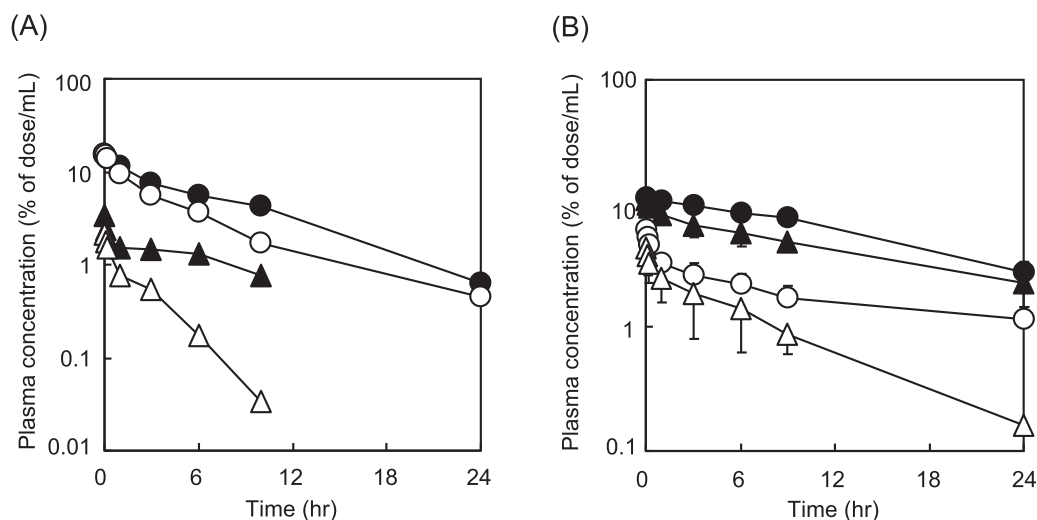 (A)
Plasma concentration (% of dose/mL)
100
10
1
0.1
0.01
0 6 12 18 24
Time (hr)
(B)
Plasma concentration (% of dose/mL)
100
10
1
0.1
0 6 12 18 24
Time (hr)